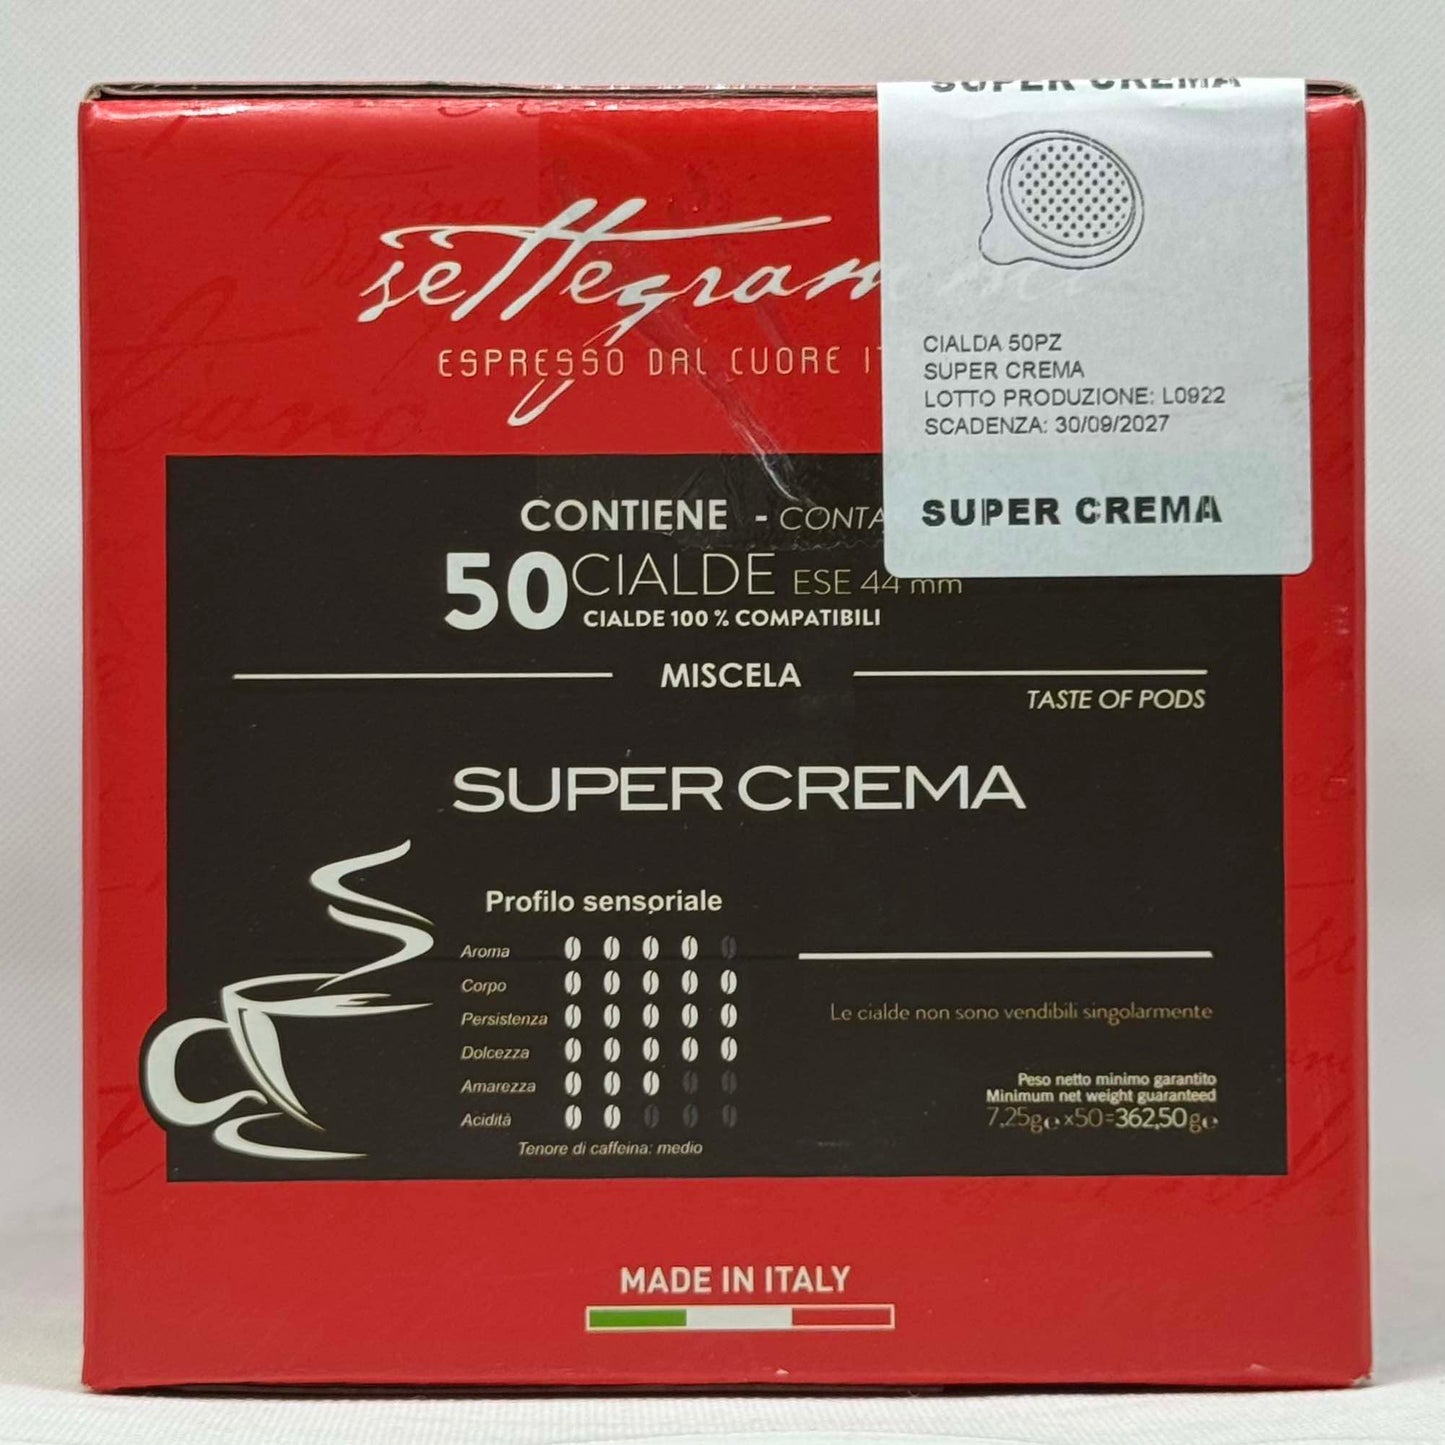 SUPER CREMA
settegrammi
ESPRESSO DAL CUORE
CIALDA 50PZ
SUPER CREMA
LOTTO PRODUZIONE: L0922
SCADENZA: 30/09/2027
SUPER CREMA
CONTIENE - CONTA
50 CIALDE ESE 44 mm
CIALDE 100 % COMPATIBILI
MISCELA
TASTE OF PODS
SUPER CREMA
Profilo sensoriale
Aroma
Corpo
Persistenza
Dolcezza
Amarezza
Acidità
Tenore di caffeina: medio
Le cialde non sono vendibili singolarmente
Peso netto minimo garantito
Minimum net weight guaranteed
7,25g℮ x50=362,50g℮
MADE IN ITALY